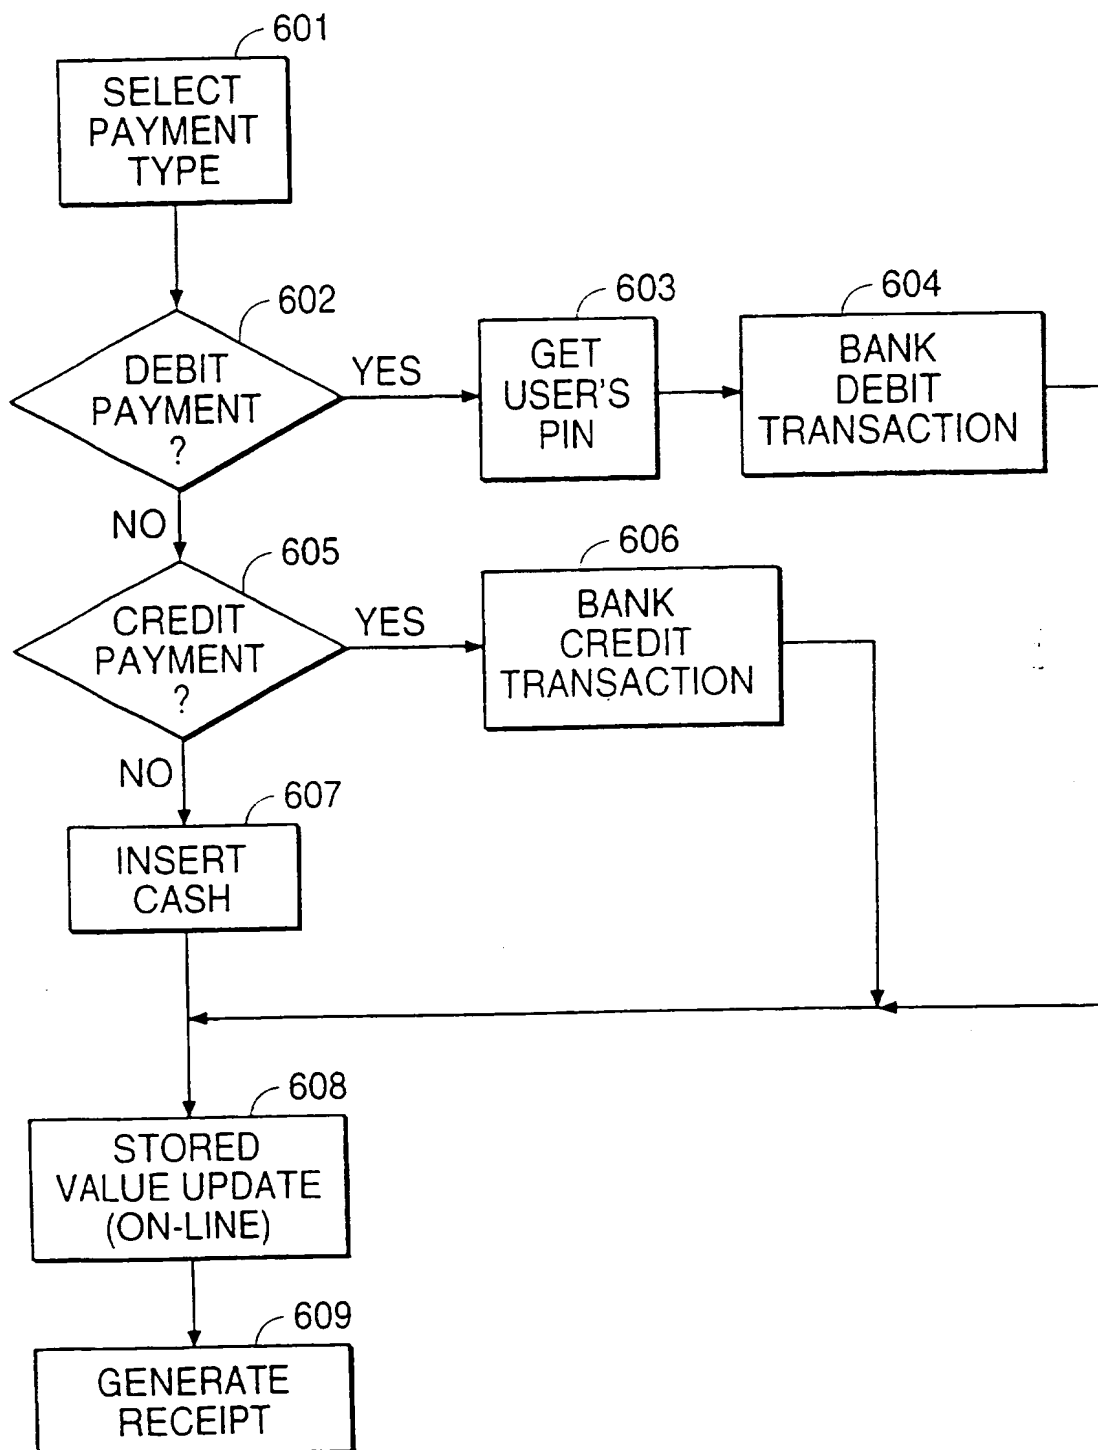 601
SELECT
PAYMENT
TYPE
602
DEBIT
PAYMENT
?
YES
603
GET
USER'S
PIN
604
BANK
DEBIT
TRANSACTION
NO
605
CREDIT
PAYMENT
?
YES
606
BANK
CREDIT
TRANSACTION
NO
607
INSERT
CASH
608
STORED
VALUE UPDATE
(ON-LINE)
609
GENERATE
RECEIPT